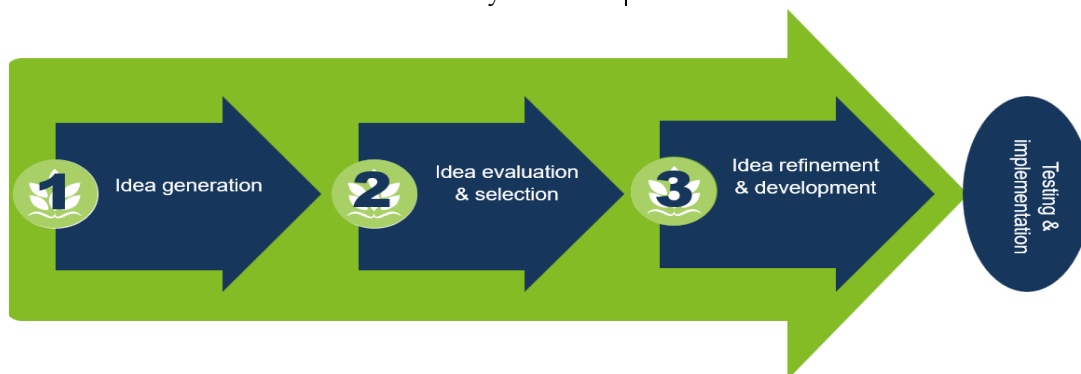 1
Idea generation
2
Idea evaluation
& selection
3
Idea refinement
& development
Testing &
implementation